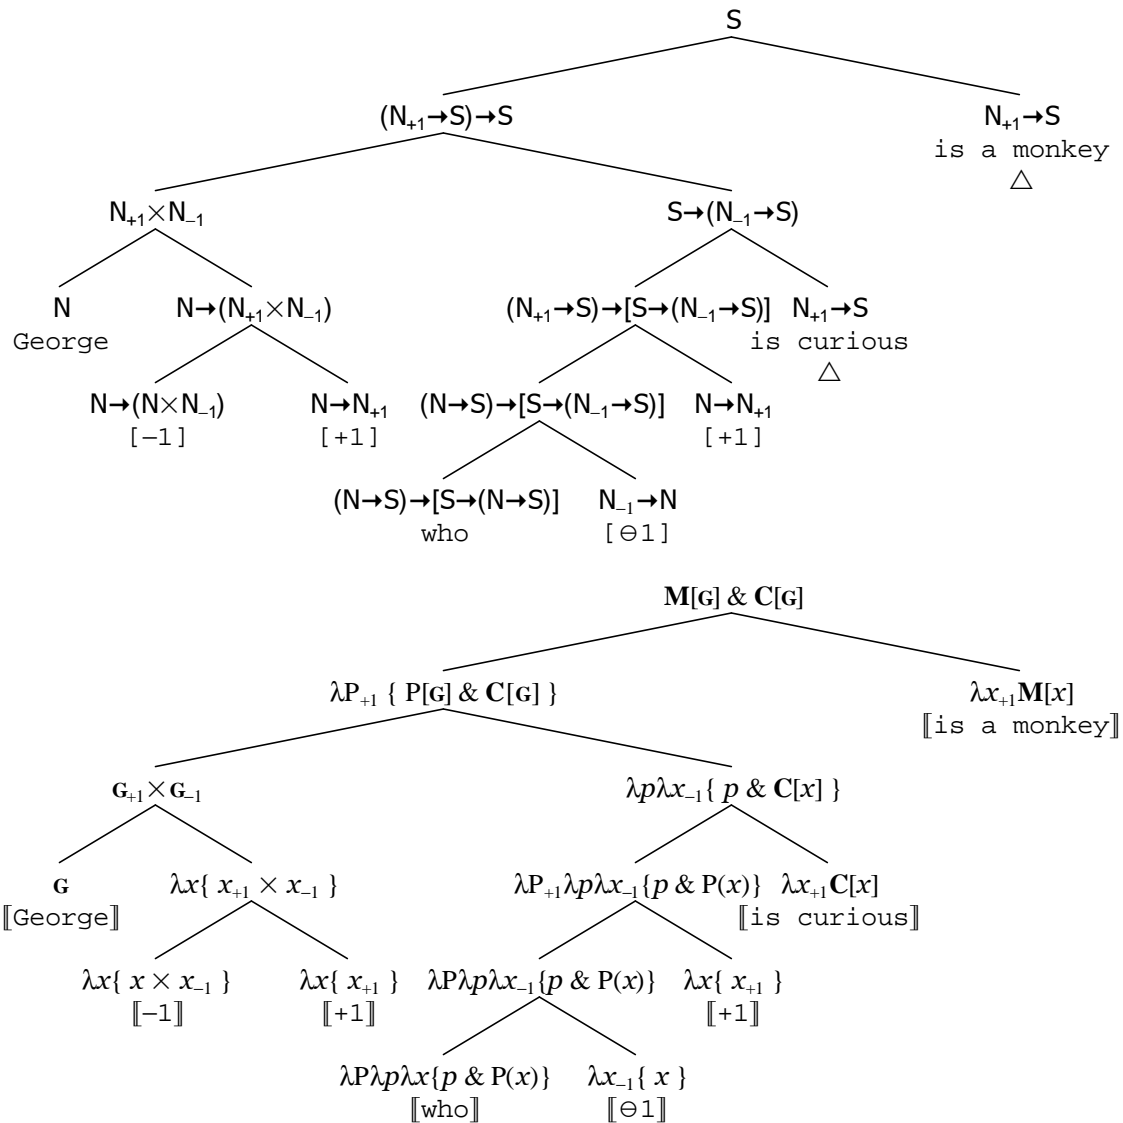 S
(N₊₁→S)→S N₊₁→S
is a monkey
△
N₊₁×N₋₁ S→(N₋₁→S)
N N→(N₊₁×N₋₁) (N₊₁→S)→[S→(N₋₁→S)] N₊₁→S
George is curious
△
N→(N×N₋₁) N→N₊₁ (N→S)→[S→(N₋₁→S)] N→N₊₁
[−1] [+1] [+1]
(N→S)→[S→(N→S)] N₋₁→N
who [⊖1]
M[G] & C[G]
λP₊₁ { P[G] & C[G] } λx₊₁M[x]
⟦is a monkey⟧
G₊₁×G₋₁ λpλx₋₁{ p & C[x] }
G λx{ x₊₁ × x₋₁ } λP₊₁λpλx₋₁{p & P(x)} λx₊₁C[x]
⟦George⟧ ⟦is curious⟧
λx{ x × x₋₁ } λx{ x₊₁ } λPλpλx₋₁{p & P(x)} λx{ x₊₁ }
⟦−1⟧ ⟦+1⟧ ⟦+1⟧
λPλpλx{p & P(x)} λx₋₁{ x }
⟦who⟧ ⟦⊖1⟧